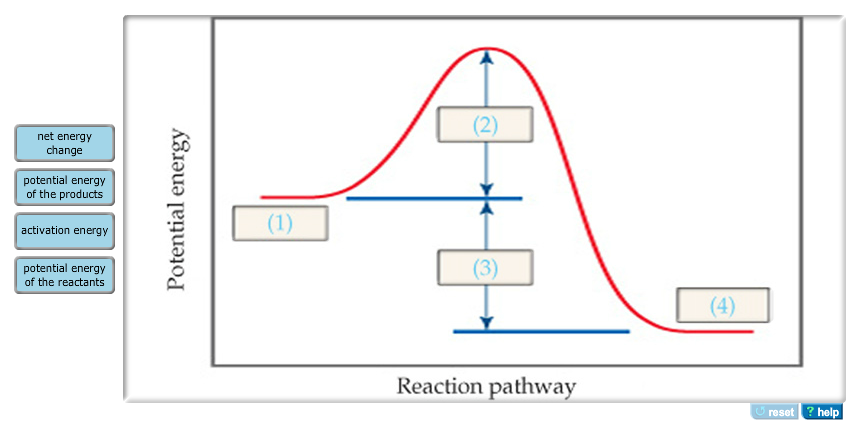 net energy
change
potential energy
of the products
activation energy
potential energy
of the reactants
Potential energy
(1)
(2)
(3)
(4)
Reaction pathway
reset
? help